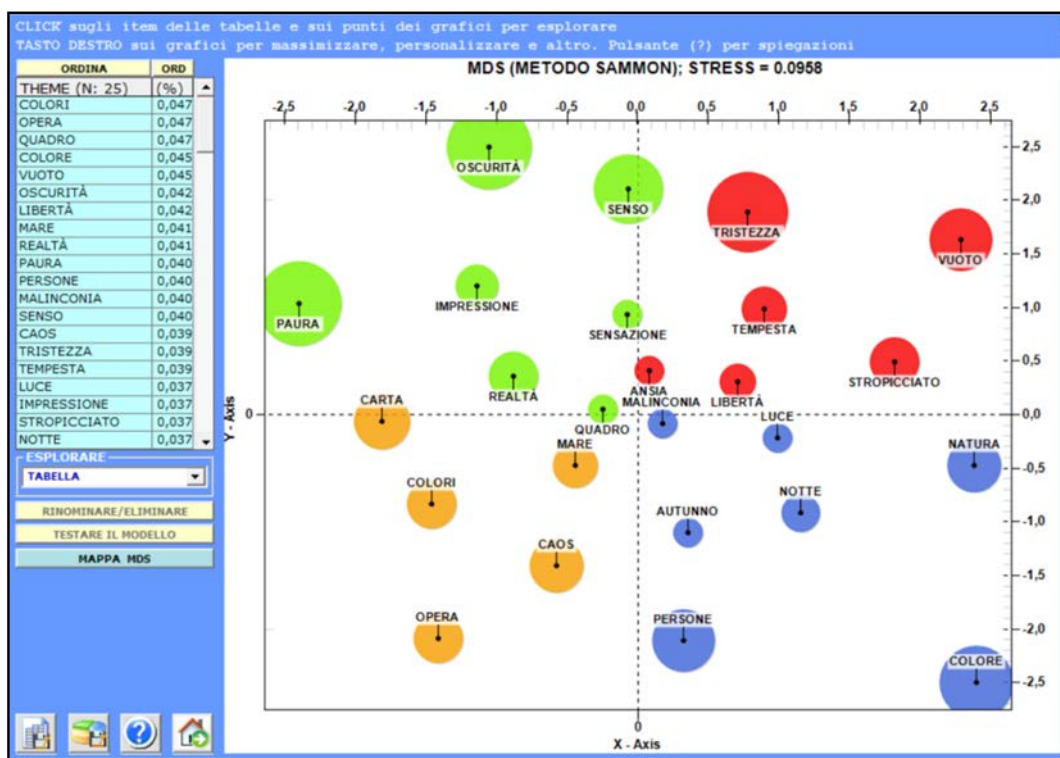 CLICK sugli item delle tabelle e sui punti dei grafici per esplorare
TASTO DESTRO sui grafici per massimizzare, personalizzare e altro. Pulsante (?) per spiegazioni
ORDINA ORD
THEME (N: 25) (%)
COLORI 0,047
OPERA 0,047
QUADRO 0,047
COLORE 0,045
VUOTO 0,045
OSCURITÀ 0,042
LIBERTÀ 0,042
MARE 0,041
REALTÀ 0,041
PAURA 0,040
PERSONE 0,040
MALINCONIA 0,040
SENSO 0,040
CAOS 0,039
TRISTEZZA 0,039
TEMPESTA 0,039
LUCE 0,037
IMPRESSIONE 0,037
STROPICCIATO 0,037
NOTTE 0,037
ESPLORARE
TABELLA
RINOMINARE/ELIMINARE
TESTARE IL MODELLO
MAPPA MDS
?
MDS (METODO SAMMON); STRESS = 0.0958
-2,5 -2,0 -1,5 -1,0 -0,5 0,0 0,5 1,0 1,5 2,0 2,5
2,5
OSCURITÀ
2,0
SENSO
TRISTEZZA
1,5
VUOTO
1,0
IMPRESSIONE
PAURA
TEMPESTA
SENSAZIONE
0,5
STROPICCIATO
ANSIA
REALTÀ
LIBERTÀ
CARTA
MALINCONIA
QUADRO
LUCE
0
0,0
Y - Axis
MARE
NATURA
-0,5
COLORI
NOTTE
AUTUNNO
-1,0
CAOS
-1,5
OPERA
PERSONE
-2,0
COLORE
-2,5
0
X - Axis